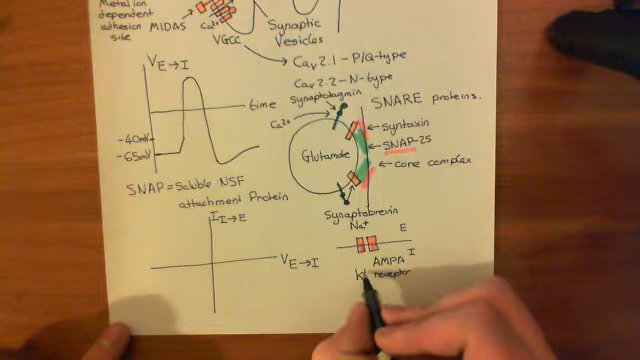 Metal ion
dependent
adhesion MIDAS
site
Ca2+
VGCC
Synaptic
Vesicles
Cav2.1 - P/Q-type
Cav2.2 - N-type
VE→I
time
-40mV
-65mV
Synaptotagmin
Ca2+
SNARE proteins.
syntaxin
SNAP-25
core complex
Glutamate
Synaptobrevin
SNAP = Soluble NSF
attachment Protein
II→E
VE→I
Na+
E
I
AMPA
receptor
K